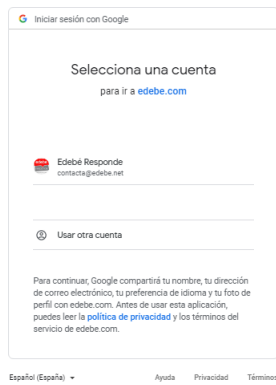 Iniciar sesión con Google
Selecciona una cuenta
para ir a edebe.com
Edebé Responde
contacta@edebe.net
Usar otra cuenta
Para continuar, Google compartirá tu nombre, tu dirección
de correo electrónico, tu preferencia de idioma y tu foto de
perfil con edebe.com. Antes de usar esta aplicación,
puedes leer la política de privacidad y los términos del
servicio de edebe.com.
Español (España) Ayuda Privacidad Términos